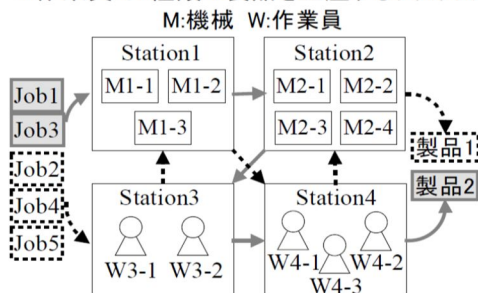 M:機械 W:作業員
Station1
M1-1 M1-2
M1-3
Station2
M2-1 M2-2
M2-3 M2-4
Job1
Job3
Job2
Job4
Job5
製品1
製品2
Station3
W3-1 W3-2
Station4
W4-1 W4-2
W4-3